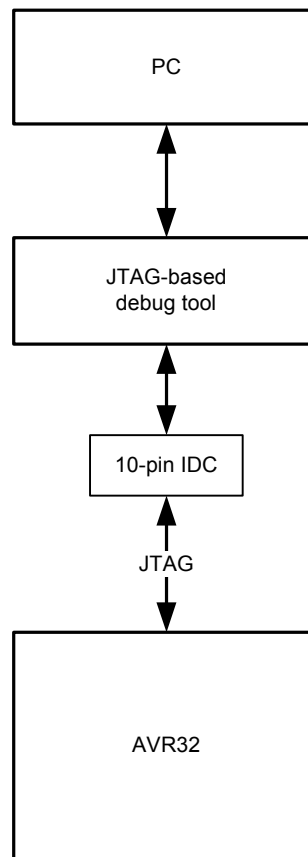 PC
JTAG-based
debug tool
10-pin IDC
JTAG
AVR32